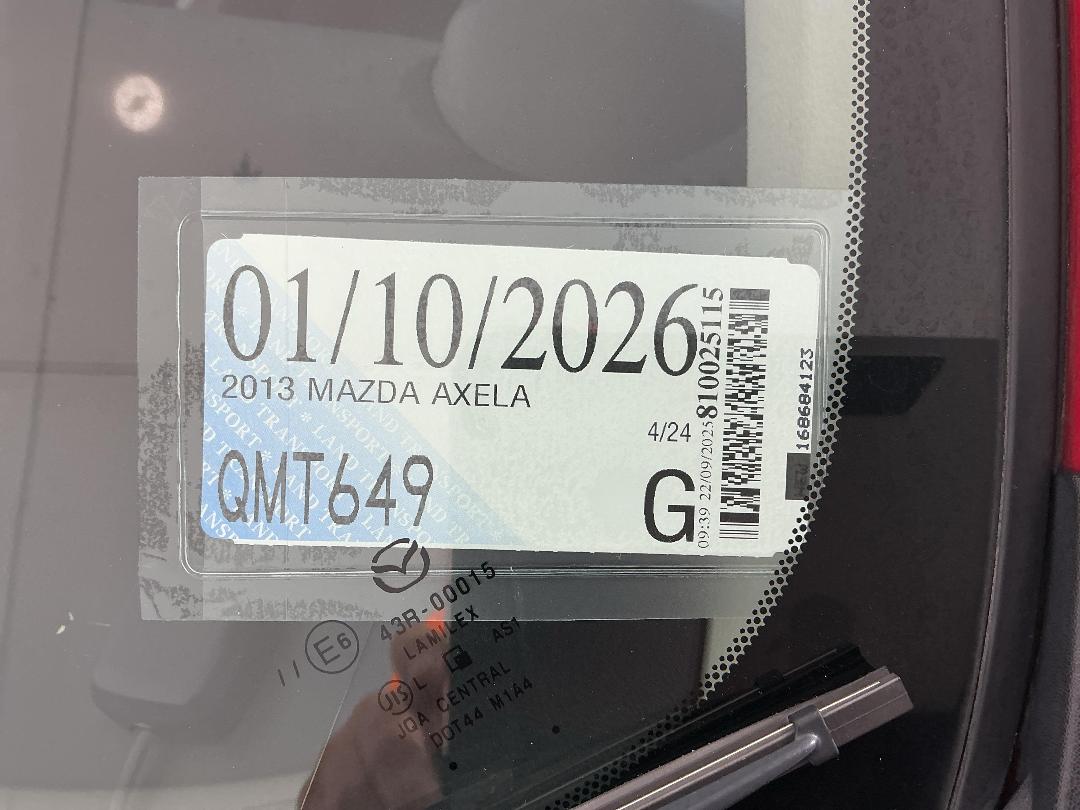 01/10/2026
2013 MAZDA AXELA
4/24
QMT649
G
09:39 22/09/2025
810025115
168684123
E6
43R-00015
LAMILEX
AS1
JIS L
JQA CENTRAL
DOT44 M1A4